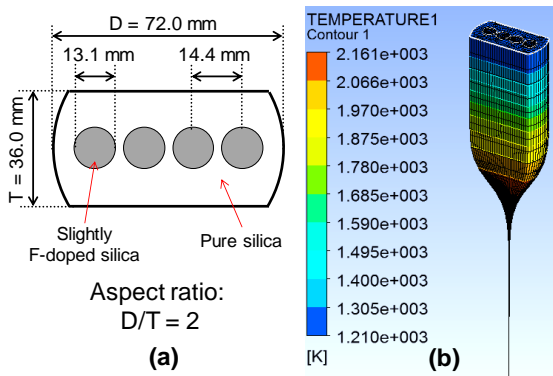 (a)
D = 72.0 mm
13.1 mm
14.4 mm
T = 36.0 mm
Slightly
F-doped silica
Pure silica
Aspect ratio:
D/T = 2
TEMPERATURE1
Contour 1
2.161e+003
2.066e+003
1.970e+003
1.875e+003
1.780e+003
1.685e+003
1.590e+003
1.495e+003
1.400e+003
1.305e+003
1.210e+003
[K]
(b)
(a)